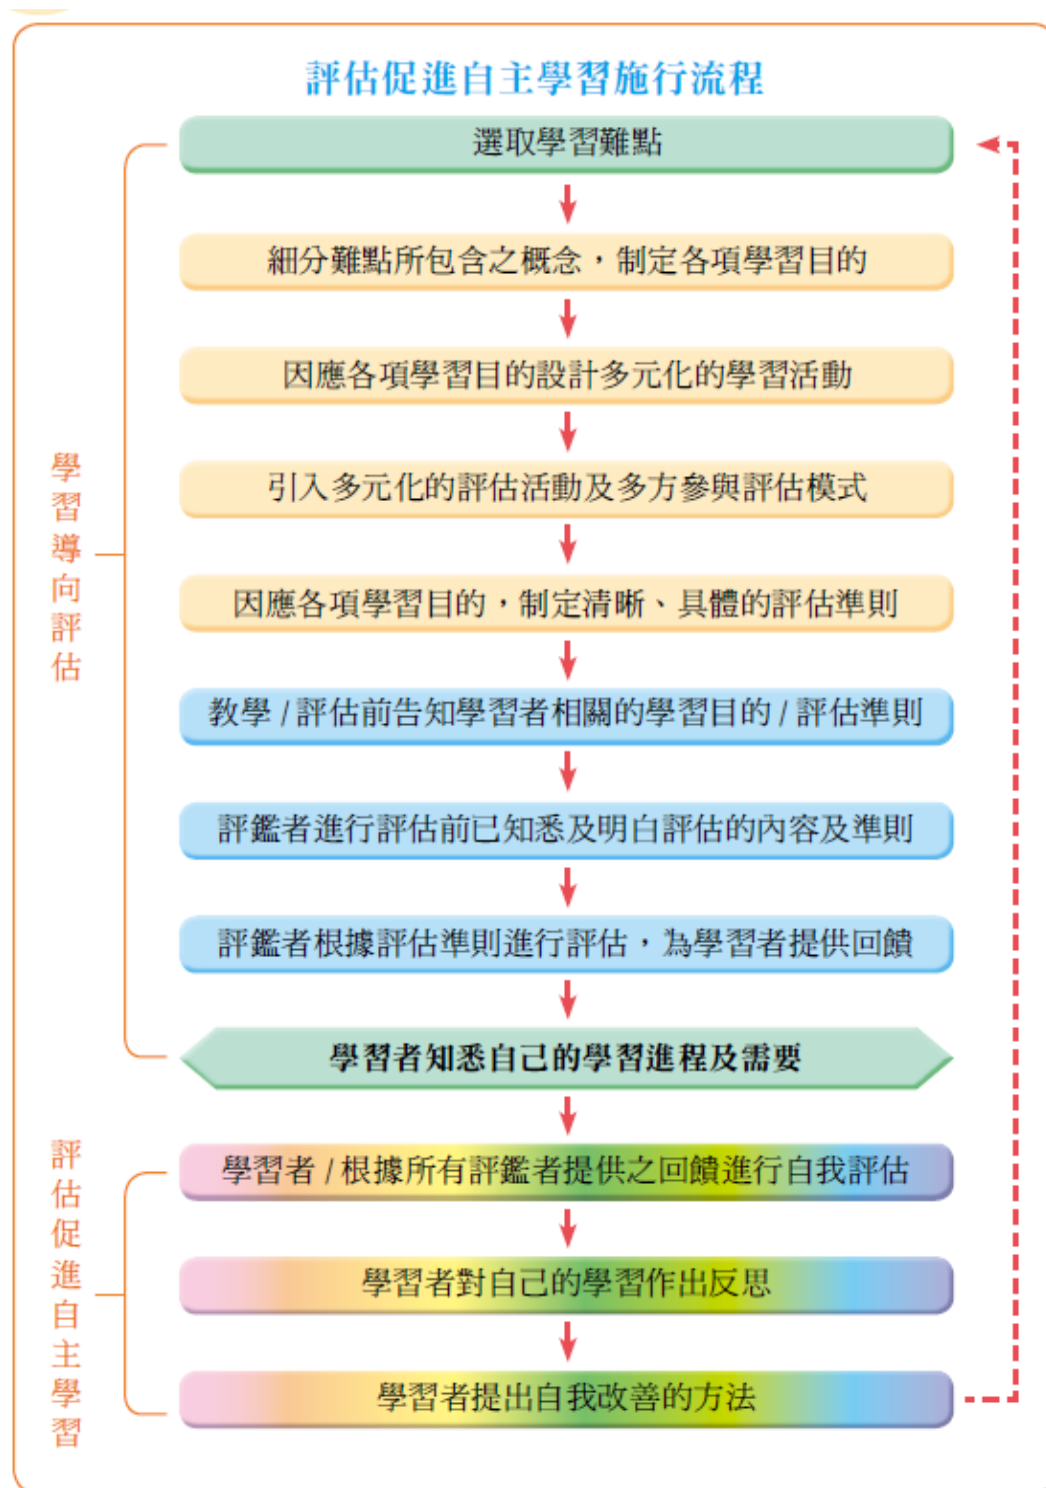 評估促進自主學習施行流程
選取學習難點
細分難點所包含之概念，制定各項學習目的
因應各項學習目的設計多元化的學習活動
引入多元化的評估活動及多方參與評估模式
因應各項學習目的，制定清晰、具體的評估準則
教學 / 評估前告知學習者相關的學習目的 / 評估準則
評鑑者進行評估前已知悉及明白評估的內容及準則
評鑑者根據評估準則進行評估，為學習者提供回饋
學習者知悉自己的學習進程及需要
學習導向評估
學習者 / 根據所有評鑑者提供之回饋進行自我評估
學習者對自己的學習作出反思
學習者提出自我改善的方法
評估促進自主學習